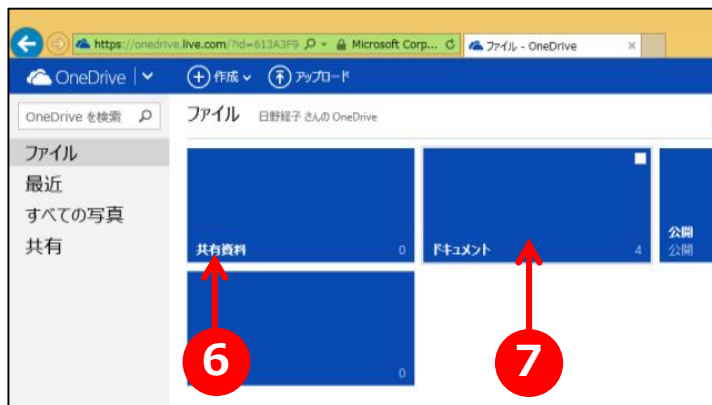 https://onedrive.live.com/?id=613A3F9 Microsoft Corp... ファイル - OneDrive ×
OneDrive 作成 アップロード
OneDrive を検索 ファイル 日野経子 さんの OneDrive
ファイル
最近
すべての写真
共有
共有資料 0
ドキュメント 4
公開
公開
0
6
7